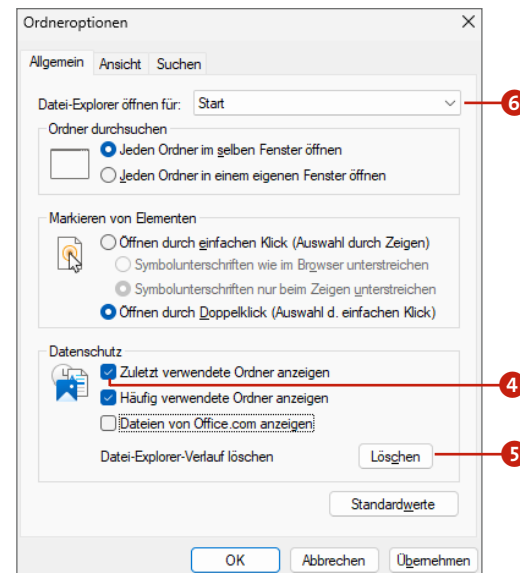 Ordneroptionen
Allgemein Ansicht Suchen
Datei-Explorer öffnen für: Start
6
Ordner durchsuchen
Jeden Ordner im selben Fenster öffnen
Jeden Ordner in einem eigenen Fenster öffnen
Markieren von Elementen
Öffnen durch einfachen Klick (Auswahl durch Zeigen)
Symbolunterschriften wie im Browser unterstreichen
Symbolunterschriften nur beim Zeigen unterstreichen
Öffnen durch Doppelklick (Auswahl d. einfachen Klick)
Datenschutz
Zuletzt verwendete Ordner anzeigen
4
Häufig verwendete Ordner anzeigen
Dateien von Office.com anzeigen
Datei-Explorer-Verlauf löschen Löschen
5
Standardwerte
OK Abbrechen Übernehmen